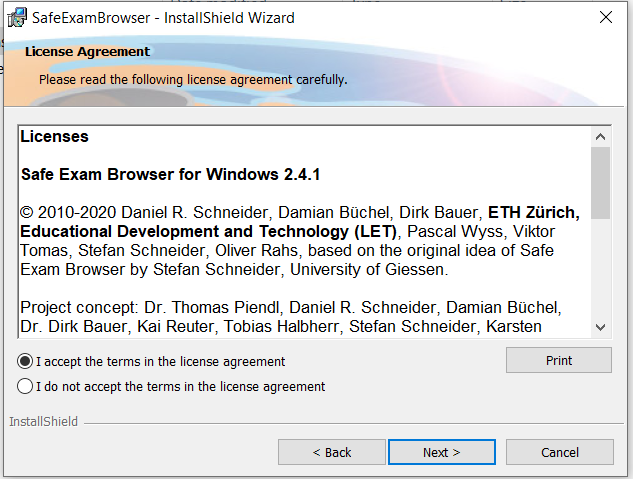 SafeExamBrowser - InstallShield Wizard
License Agreement
Please read the following license agreement carefully.
Licenses
Safe Exam Browser for Windows 2.4.1
© 2010-2020 Daniel R. Schneider, Damian Büchel, Dirk Bauer, ETH Zürich,
Educational Development and Technology (LET), Pascal Wyss, Viktor
Tomas, Stefan Schneider, Oliver Rahs, based on the original idea of Safe
Exam Browser by Stefan Schneider, University of Giessen.
Project concept: Dr. Thomas Piendl, Daniel R. Schneider, Damian Büchel,
Dr. Dirk Bauer, Kai Reuter, Tobias Halbherr, Stefan Schneider, Karsten
I accept the terms in the license agreement
Print
I do not accept the terms in the license agreement
InstallShield
< Back
Next >
Cancel